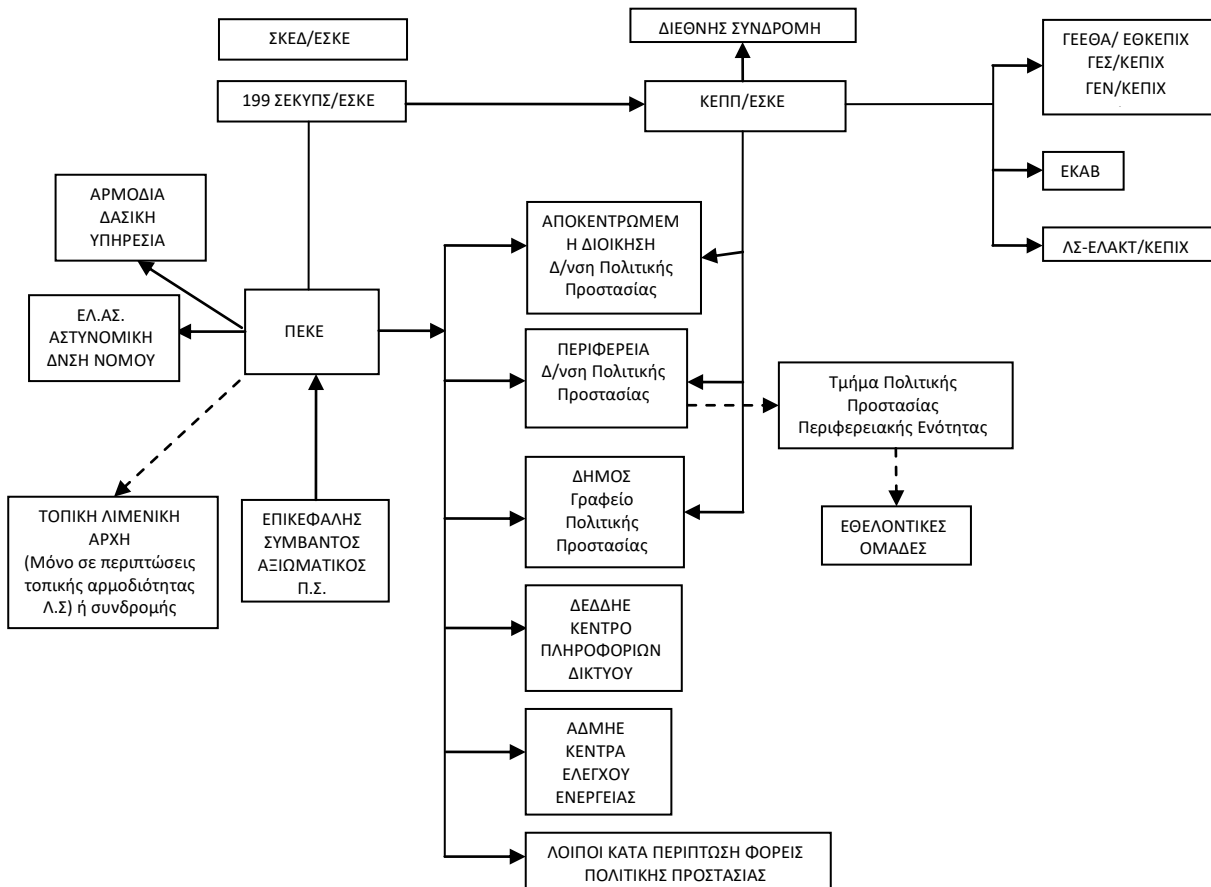 ΣΚΕΔ/ΕΣΚΕ
ΔΙΕΘΝΗΣ ΣΥΝΔΡΟΜΗ
ΓΕΕΘΑ/ ΕΘΚΕΠΙΧ
ΓΕΣ/ΚΕΠΙΧ
ΓΕΝ/ΚΕΠΙΧ
199 ΣΕΚΥΠΣ/ΕΣΚΕ
ΚΕΠΠ/ΕΣΚΕ
ΕΚΑΒ
ΛΣ-ΕΛΑΚΤ/ΚΕΠΙΧ
ΑΡΜΟΔΙΑ
ΔΑΣΙΚΗ
ΥΠΗΡΕΣΙΑ
ΕΛ.ΑΣ.
ΑΣΤΥΝΟΜΙΚΗ
ΔΝΣΗ ΝΟΜΟΥ
ΠΕΚΕ
ΑΠΟΚΕΝΤΡΩΜΕΜ
Η ΔΙΟΙΚΗΣΗ
Δ/νση Πολιτικής
Προστασίας
ΠΕΡΙΦΕΡΕΙΑ
Δ/νση Πολιτικής
Προστασίας
Τμήμα Πολιτικής
Προστασίας
Περιφερειακής Ενότητας
ΤΟΠΙΚΗ ΛΙΜΕΝΙΚΗ
ΑΡΧΗ
(Μόνο σε περιπτώσεις
τοπικής αρμοδιότητας
Λ.Σ) ή συνδρομής
ΕΠΙΚΕΦΑΛΗΣ
ΣΥΜΒΑΝΤΟΣ
ΑΞΙΩΜΑΤΙΚΟΣ
Π.Σ.
ΔΗΜΟΣ
Γραφείο
Πολιτικής
Προστασίας
ΕΘΕΛΟΝΤΙΚΕΣ
ΟΜΑΔΕΣ
ΔΕΔΔΗΕ
ΚΕΝΤΡΟ
ΠΛΗΡΟΦΟΡΙΩΝ
ΔΙΚΤΥΟΥ
ΑΔΜΗΕ
ΚΕΝΤΡΑ
ΕΛΕΓΧΟΥ
ΕΝΕΡΓΕΙΑΣ
ΛΟΙΠΟΙ ΚΑΤΑ ΠΕΡΙΠΤΩΣΗ ΦΟΡΕΙΣ
ΠΟΛΙΤΙΚΗΣ ΠΡΟΣΤΑΣΙΑΣ